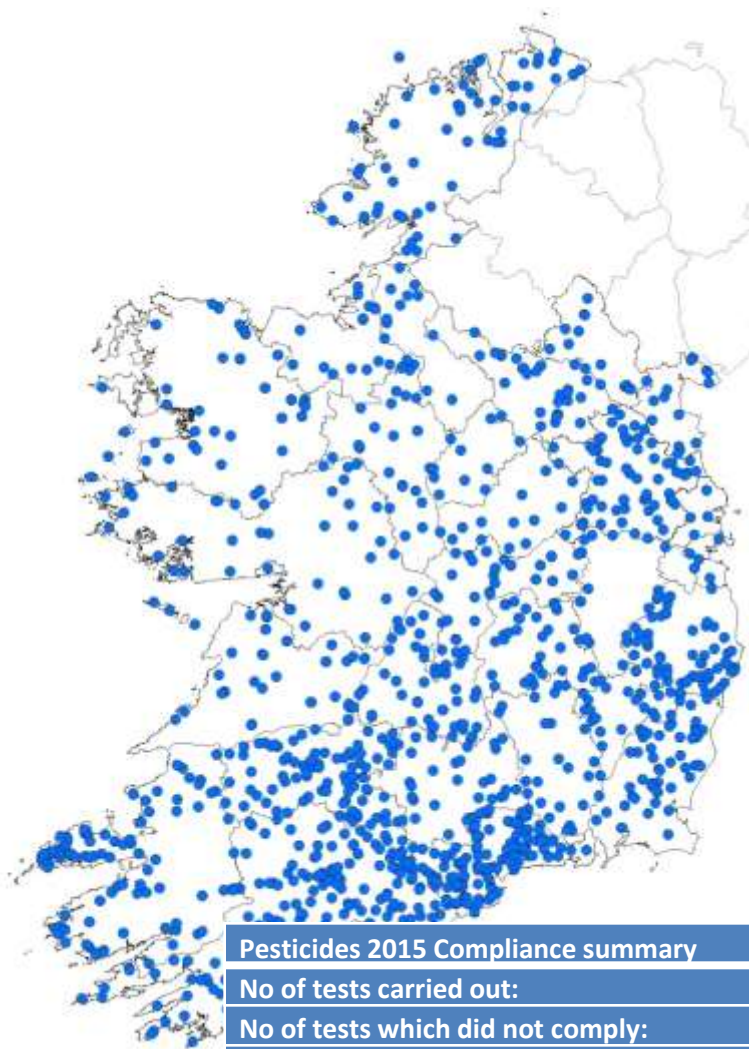 Pesticides 2015 Compliance summary
No of tests carried out:
No of tests which did not comply: